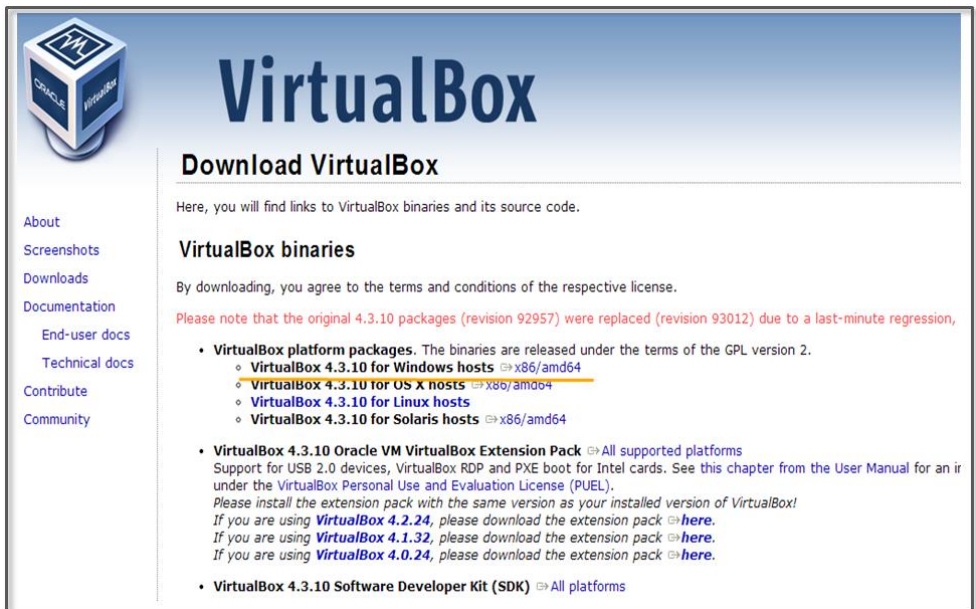 ORACLE
VirtualBox
VirtualBox
Download VirtualBox
Here, you will find links to VirtualBox binaries and its source code.
About
Screenshots
Downloads
Documentation
End-user docs
Technical docs
Contribute
Community
VirtualBox binaries
By downloading, you agree to the terms and conditions of the respective license.
Please note that the original 4.3.10 packages (revision 92957) were replaced (revision 93012) due to a last-minute regression,
• VirtualBox platform packages. The binaries are released under the terms of the GPL version 2.
VirtualBox 4.3.10 for Windows hosts x86/amd64
VirtualBox 4.3.10 for OS X hosts x86/amd64
VirtualBox 4.3.10 for Linux hosts
VirtualBox 4.3.10 for Solaris hosts x86/amd64
• VirtualBox 4.3.10 Oracle VM VirtualBox Extension Pack All supported platforms
Support for USB 2.0 devices, VirtualBox RDP and PXE boot for Intel cards. See this chapter from the User Manual for an
under the VirtualBox Personal Use and Evaluation License (PUEL).
Please install the extension pack with the same version as your installed version of VirtualBox!
If you are using VirtualBox 4.2.24, please download the extension pack here.
If you are using VirtualBox 4.1.32, please download the extension pack here.
If you are using VirtualBox 4.0.24, please download the extension pack here.
• VirtualBox 4.3.10 Software Developer Kit (SDK) All platforms